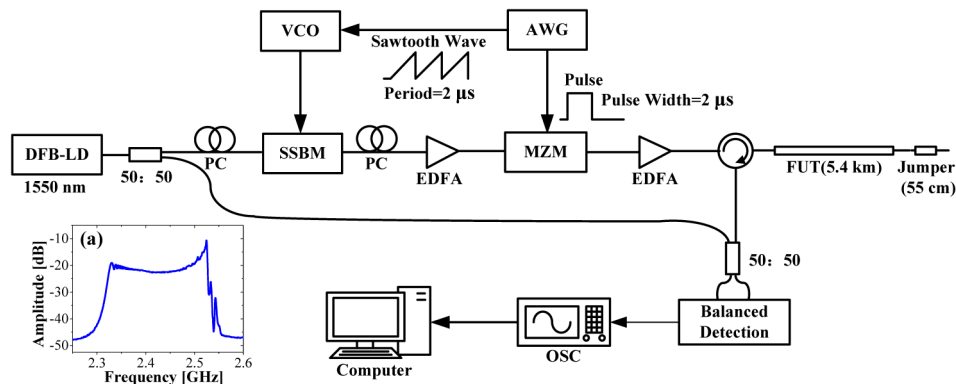 VCO
AWG
Sawtooth Wave
Period=2 μs
Pulse
Pulse Width=2 μs
DFB-LD
1550 nm
50: 50
PC
SSBM
PC
EDFA
MZM
EDFA
FUT(5.4 km)
Jumper
(55 cm)
50: 50
Balanced
Detection
OSC
Computer
(a)
Amplitude [dB]
-10
-20
-30
-40
-50
2.3
2.4
2.5
2.6
Frequency [GHz]